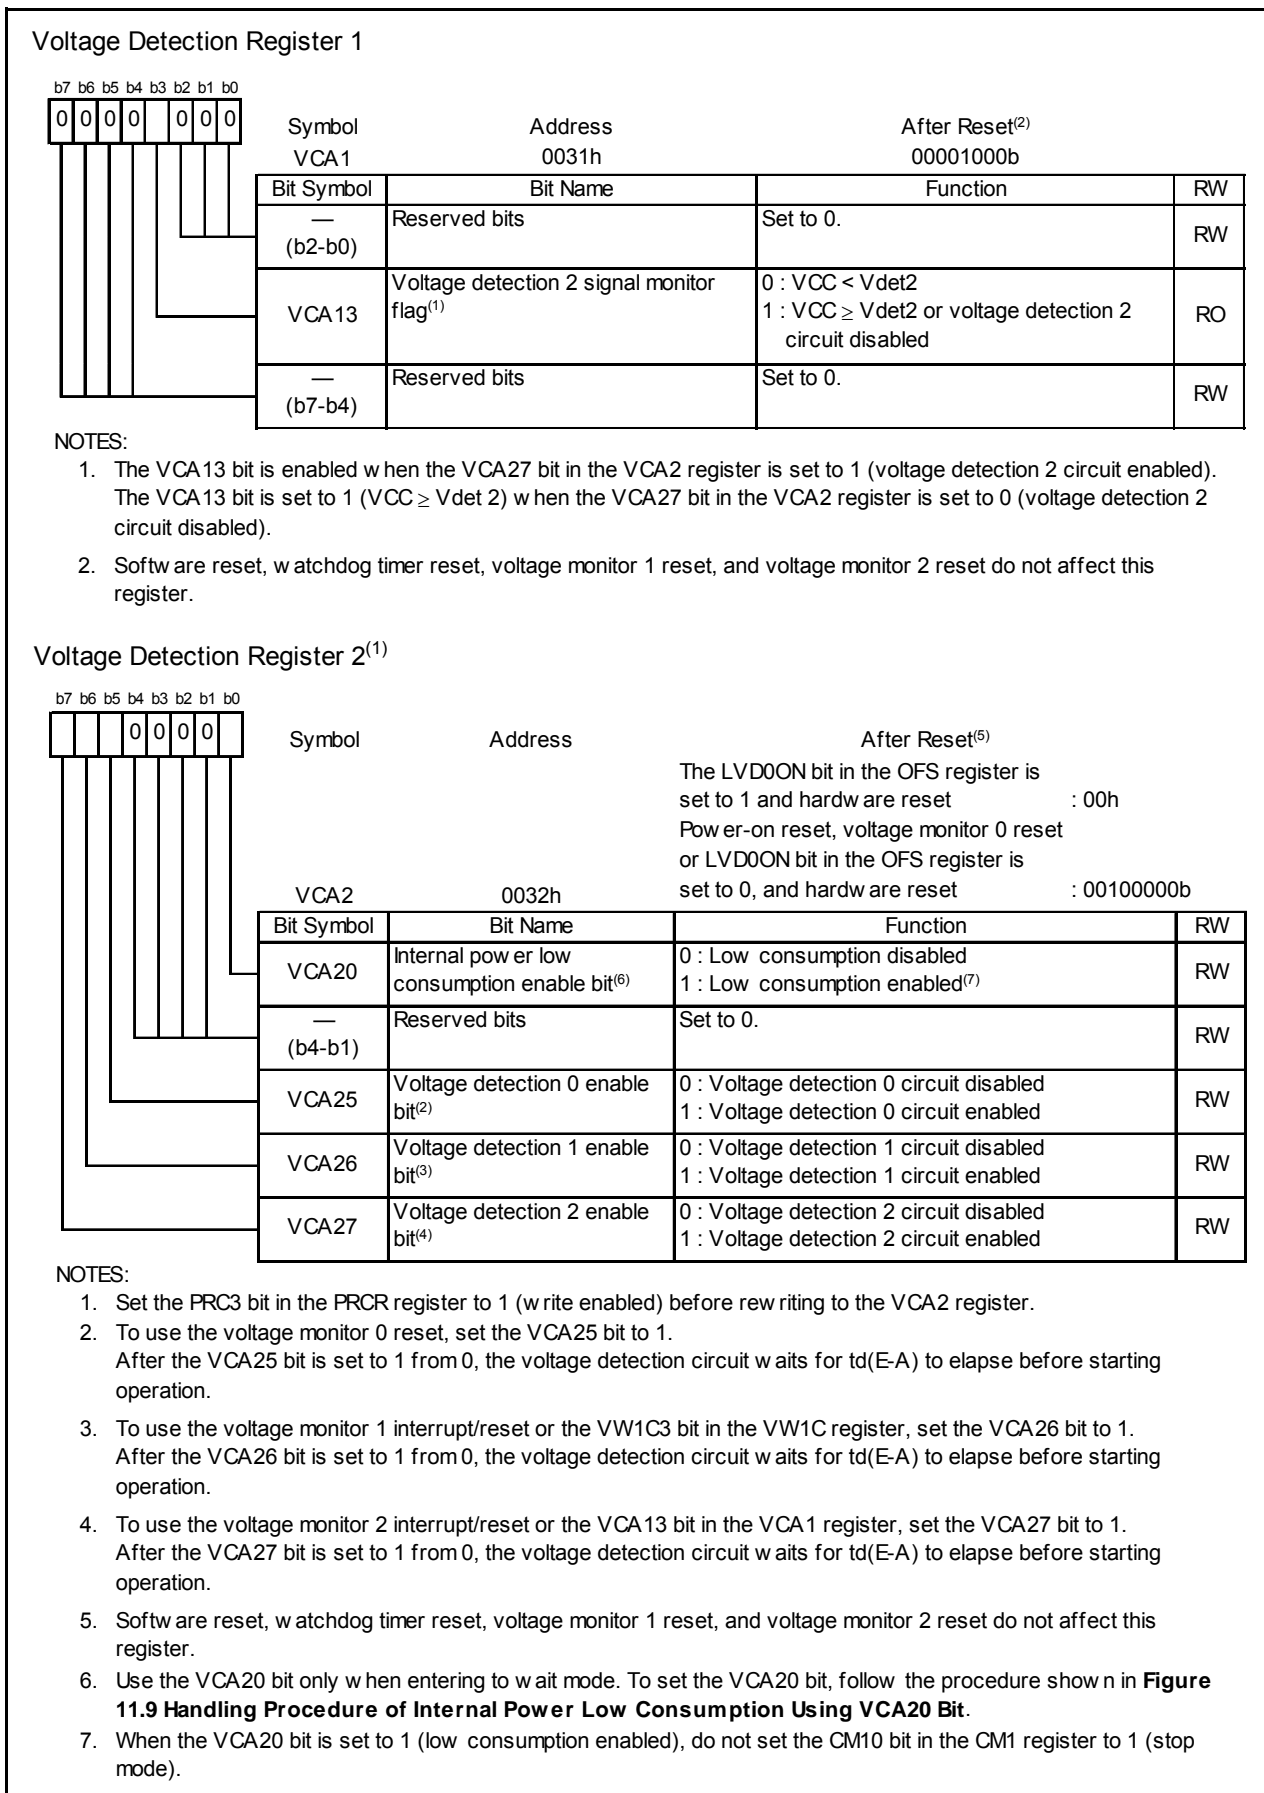 Voltage Detection Register 1
b7 b6 b5 b4 b3 b2 b1 b0
0 0 0 0 0 0 0
Symbol Address After Reset(2)
VCA1 0031h 00001000b
Bit Symbol Bit Name Function RW
— (b2-b0) Reserved bits Set to 0. RW
VCA13 Voltage detection 2 signal monitor flag(1) 0 : VCC < Vdet2
1 : VCC ≥ Vdet2 or voltage detection 2 circuit disabled RO
— (b7-b4) Reserved bits Set to 0. RW
NOTES:
1. The VCA13 bit is enabled when the VCA27 bit in the VCA2 register is set to 1 (voltage detection 2 circuit enabled).
The VCA13 bit is set to 1 (VCC ≥ Vdet 2) when the VCA27 bit in the VCA2 register is set to 0 (voltage detection 2
circuit disabled).
2. Software reset, watchdog timer reset, voltage monitor 1 reset, and voltage monitor 2 reset do not affect this
register.
Voltage Detection Register 2(1)
b7 b6 b5 b4 b3 b2 b1 b0
0 0 0 0
Symbol Address After Reset(5)
The LVD0ON bit in the OFS register is
set to 1 and hardware reset : 00h
Power-on reset, voltage monitor 0 reset
or LVD0ON bit in the OFS register is
VCA2 0032h set to 0, and hardware reset : 00100000b
Bit Symbol Bit Name Function RW
VCA20 Internal power low consumption enable bit(6) 0 : Low consumption disabled
1 : Low consumption enabled(7) RW
— (b4-b1) Reserved bits Set to 0. RW
VCA25 Voltage detection 0 enable bit(2) 0 : Voltage detection 0 circuit disabled
1 : Voltage detection 0 circuit enabled RW
VCA26 Voltage detection 1 enable bit(3) 0 : Voltage detection 1 circuit disabled
1 : Voltage detection 1 circuit enabled RW
VCA27 Voltage detection 2 enable bit(4) 0 : Voltage detection 2 circuit disabled
1 : Voltage detection 2 circuit enabled RW
NOTES:
1. Set the PRC3 bit in the PRCR register to 1 (write enabled) before rewriting to the VCA2 register.
2. To use the voltage monitor 0 reset, set the VCA25 bit to 1.
After the VCA25 bit is set to 1 from 0, the voltage detection circuit waits for td(E-A) to elapse before starting
operation.
3. To use the voltage monitor 1 interrupt/reset or the VW1C3 bit in the VW1C register, set the VCA26 bit to 1.
After the VCA26 bit is set to 1 from 0, the voltage detection circuit waits for td(E-A) to elapse before starting
operation.
4. To use the voltage monitor 2 interrupt/reset or the VCA13 bit in the VCA1 register, set the VCA27 bit to 1.
After the VCA27 bit is set to 1 from 0, the voltage detection circuit waits for td(E-A) to elapse before starting
operation.
5. Software reset, watchdog timer reset, voltage monitor 1 reset, and voltage monitor 2 reset do not affect this
register.
6. Use the VCA20 bit only when entering to wait mode. To set the VCA20 bit, follow the procedure shown in Figure
11.9 Handling Procedure of Internal Power Low Consumption Using VCA20 Bit.
7. When the VCA20 bit is set to 1 (low consumption enabled), do not set the CM10 bit in the CM1 register to 1 (stop
mode).